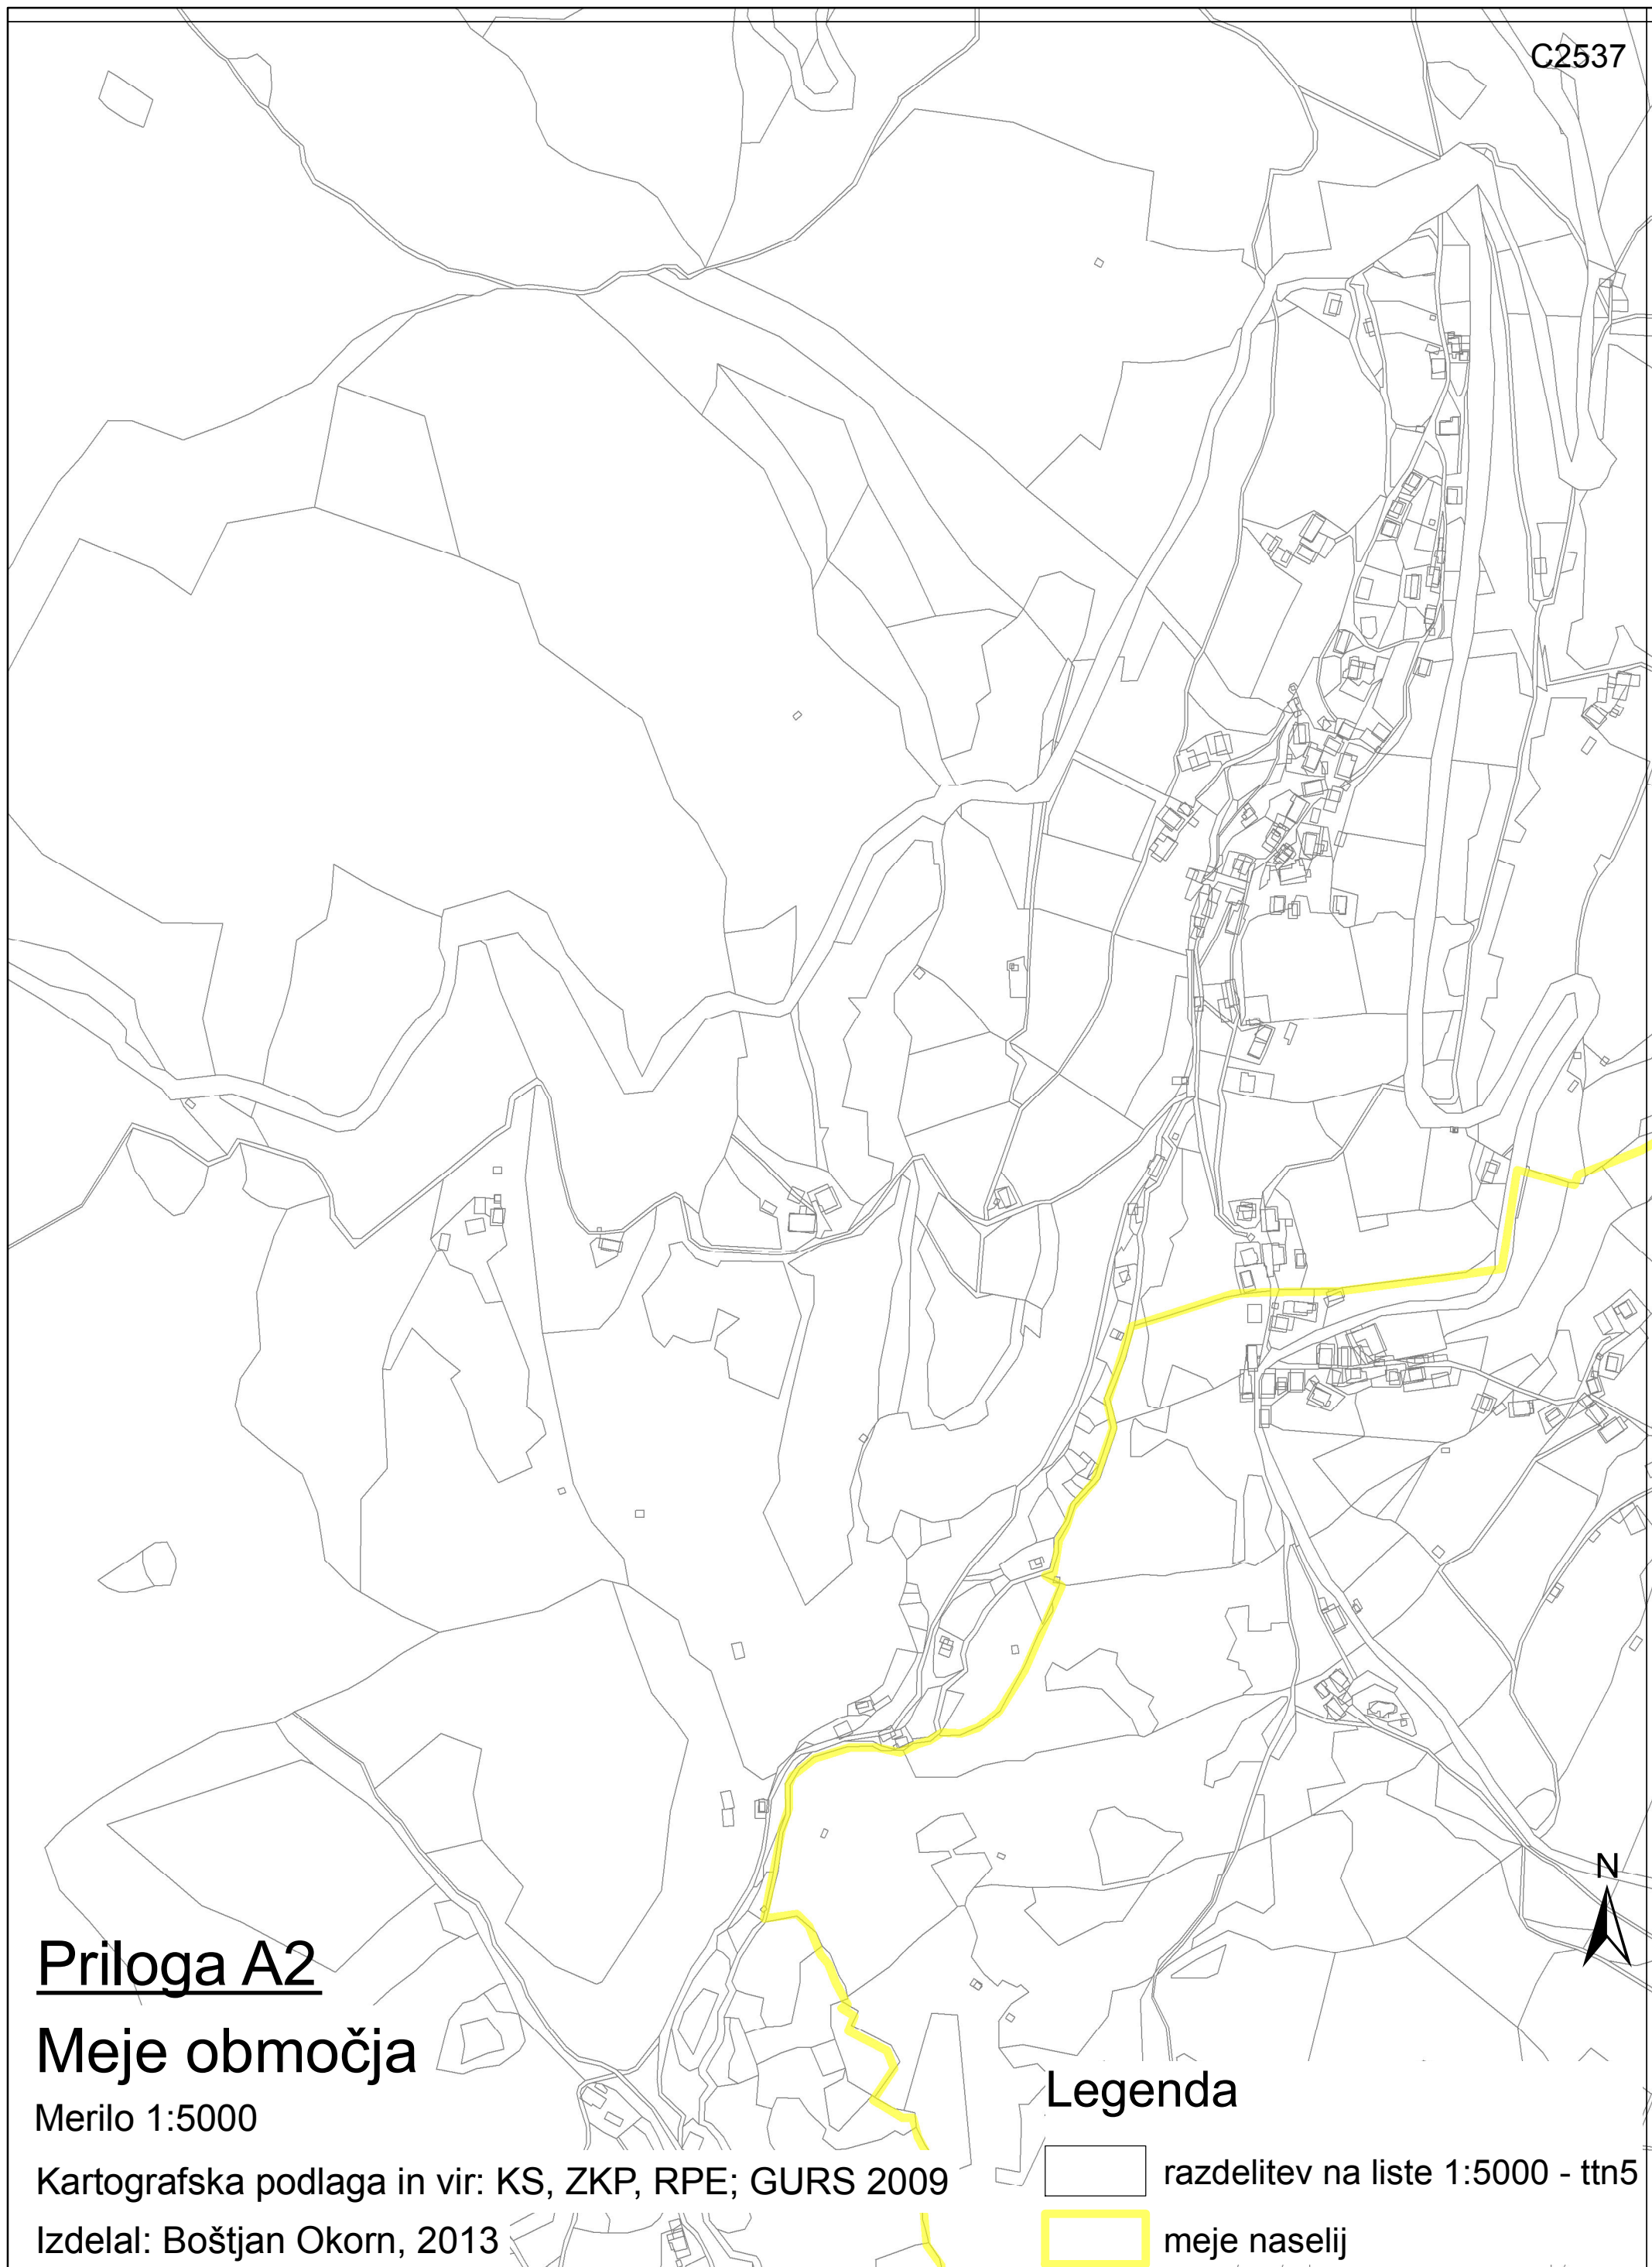 C2537
N
Priloga A2
Meje območja
Merilo 1:5000
Kartografska podlaga in vir: KS, ZKP, RPE; GURS 2009
Izdelal: Boštjan Okorn, 2013
Legenda
razdelitev na liste 1:5000 - ttn5
meje naselij